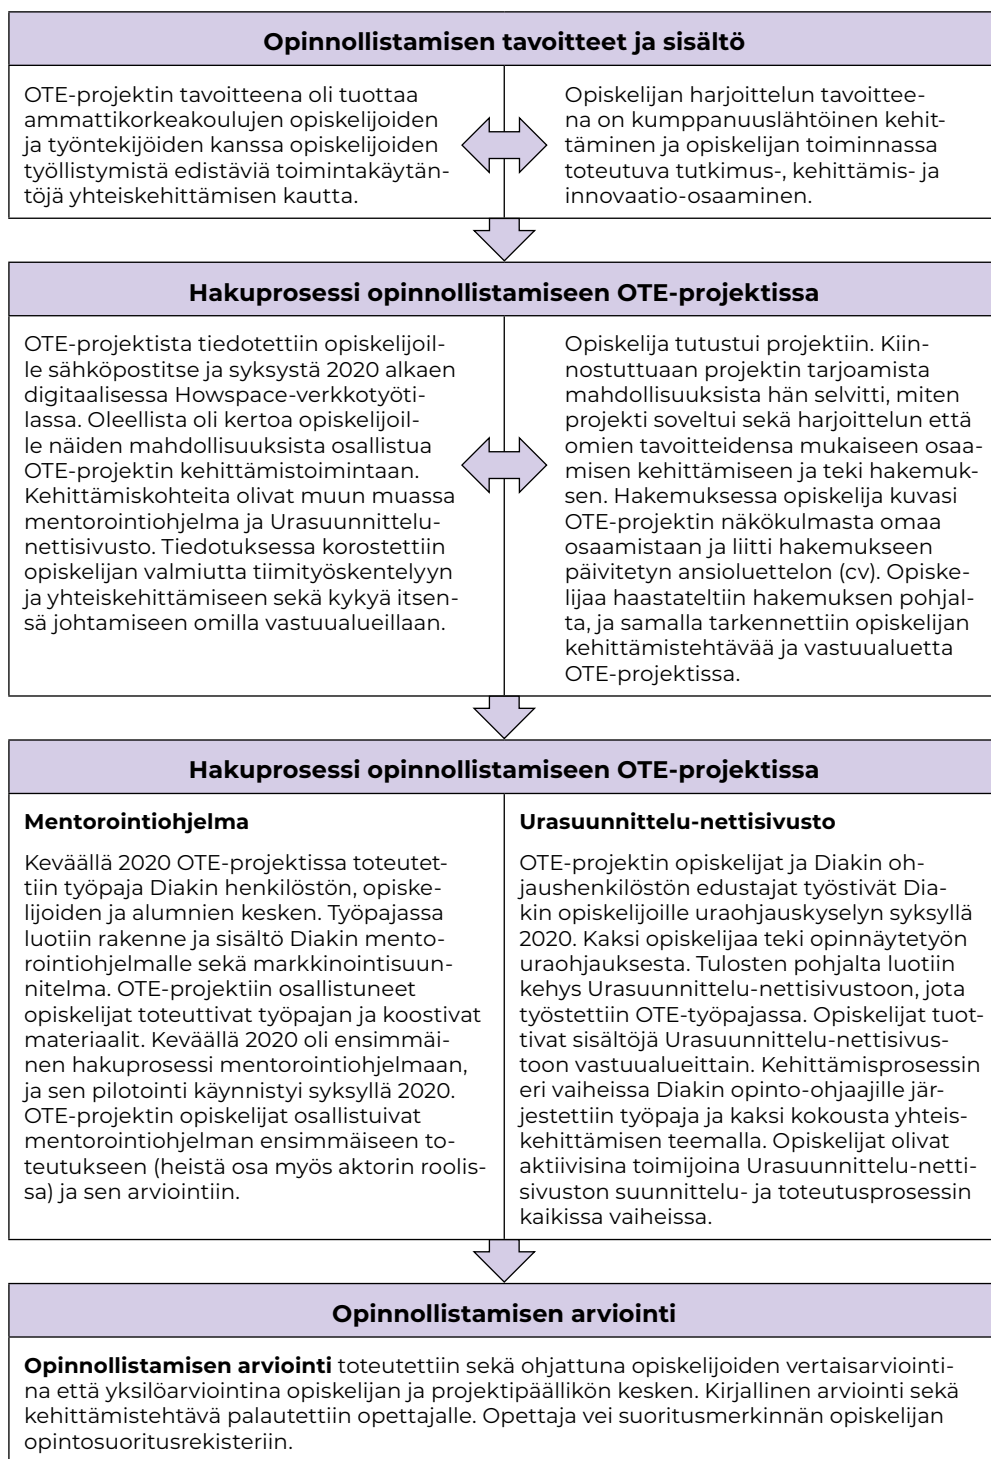 Opinnollistamisen tavoitteet ja sisältö
OTE-projektin tavoitteena oli tuottaa
ammattikorkeakoulujen opiskelijoiden
ja työntekijöiden kanssa opiskelijoiden
työllistymistä edistäviä toimintakäytän-
töjä yhteiskehittämisen kautta.
Opiskelijan harjoittelun tavoittee-
na on kumppanuuslähtöinen kehit-
täminen ja opiskelijan toiminnassa
toteutuva tutkimus-, kehittämis- ja
innovaatio-osaaminen.
Hakuprosessi opinnollistamiseen OTE-projektissa
OTE-projektista tiedotettiin opiskelijoil-
le sähköpostitse ja syksystä 2020 alkaen
digitaalisessa Howspace-verkkotyöti-
lassa. Oleellista oli kertoa opiskelijoil-
le näiden mahdollisuuksista osallistua
OTE-projektin kehittämistoimintaan.
Kehittämiskohteita olivat muun muassa
mentorointiohjelma ja Urasuunnittelu-
nettisivusto. Tiedotuksessa korostettiin
opiskelijan valmiutta tiimityöskentelyyn
ja yhteiskehittämiseen sekä kykyä itsen-
sä johtamiseen omilla vastuualueillaan.
Opiskelija tutustui projektiin. Kiin-
nostuttuaan projektin tarjoamista
mahdollisuuksista hän selvitti, miten
projekti soveltui sekä harjoittelun että
omien tavoitteidensa mukaiseen osaa-
misen kehittämiseen ja teki hakemuk-
sen. Hakemuksessa opiskelija kuvasi
OTE-projektin näkökulmasta omaa
osaamistaan ja liitti hakemukseen
päivitetyn ansioluettelon (cv). Opiske-
lijaa haastateltiin hakemuksen pohjal-
ta, ja samalla tarkennettiin opiskelijan
kehittämistehtävää ja vastuualuetta
OTE-projektissa.
Hakuprosessi opinnollistamiseen OTE-projektissa
Mentorointiohjelma
Keväällä 2020 OTE-projektissa toteutet-
tiin työpaja Diakin henkilöstön, opiske-
lijoiden ja alumnien kesken. Työpajassa
luotiin rakenne ja sisältö Diakin mento-
rointiohjelmalle sekä markkinointisuun-
nitelma. OTE-projektiin osallistuneet
opiskelijat toteuttivat työpajan ja koostivat
materiaalit. Keväällä 2020 oli ensimmäi-
nen hakuprosessi mentorointiohjelmaan,
ja sen pilotointi käynnistyi syksyllä 2020.
OTE-projektin opiskelijat osallistuivat
mentorointiohjelman ensimmäiseen to-
teutukseen (heistä osa myös aktorin roolis-
sa) ja sen arviointiin.
Urasuunnittelu-nettisivusto
OTE-projektin opiskelijat ja Diakin oh-
jaushenkilöstön edustajat työstivät Dia-
kin opiskelijoille uraohjauskyselyn syksyllä
2020. Kaksi opiskelijaa teki opinnäytetyön
uraohjauksesta. Tulosten pohjalta luotiin
kehys Urasuunnittelu-nettisivustoon, jota
työstettiin OTE-työpajassa. Opiskelijat tuot-
tivat sisältöjä Urasuunnittelu-nettisivus-
toon vastuualueittain. Kehittämisprosessin
eri vaiheissa Diakin opinto-ohjaajille jär-
jestettiin työpaja ja kaksi kokousta yhteis-
kehittämisen teemalla. Opiskelijat olivat
aktiivisina toimijoina Urasuunnittelu-netti-
sivuston suunnittelu- ja toteutusprosessin
kaikissa vaiheissa.
Opinnollistamisen arviointi
Opinnollistamisen arviointi toteutettiin sekä ohjattuna opiskelijoiden vertaisarviointi-
na että yksilöarviointina opiskelijan ja projektipäällikön kesken. Kirjallinen arviointi sekä
kehittämistehtävä palautettiin opettajalle. Opettaja vei suoritusmerkinnän opiskelijan
opintosuoritusrekisteriin.